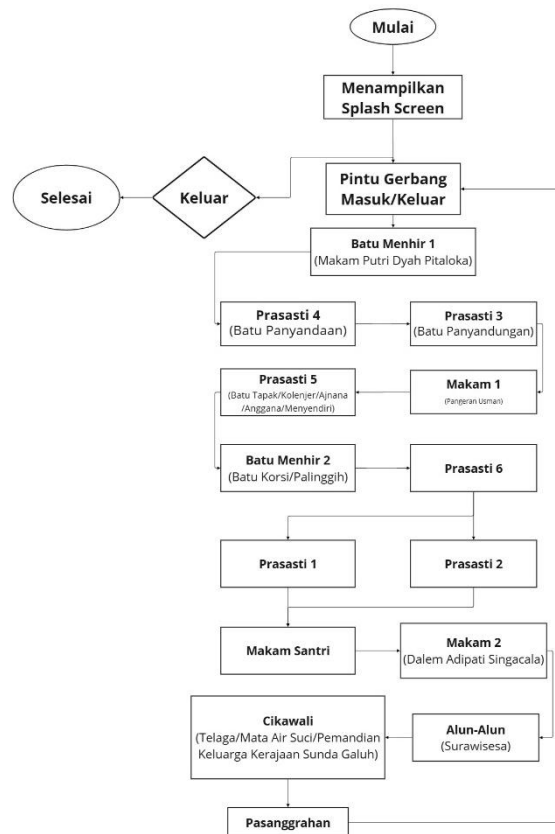 Mulai
Menampilkan
Splash Screen
Selesai
Keluar
Pintu Gerbang
Masuk/Keluar
Batu Menhir 1
(Makam Putri Dyah Pitaloka)
Prasasti 4
(Batu Panyandaan)
Prasasti 3
(Batu Panyandungan)
Prasasti 5
(Batu Tapak/Kolenjer/Ajnana
/Anggana/Menyendiri)
Makam 1
(Pangeran Usman)
Batu Menhir 2
(Batu Korsi/Palinggih)
Prasasti 6
Prasasti 1
Prasasti 2
Makam Santri
Makam 2
(Dalem Adipati Singacala)
Cikawali
(Telaga/Mata Air Suci/Pemandian
Keluarga Kerajaan Sunda Galuh)
Alun-Alun
(Surawisesa)
Pasanggrahan